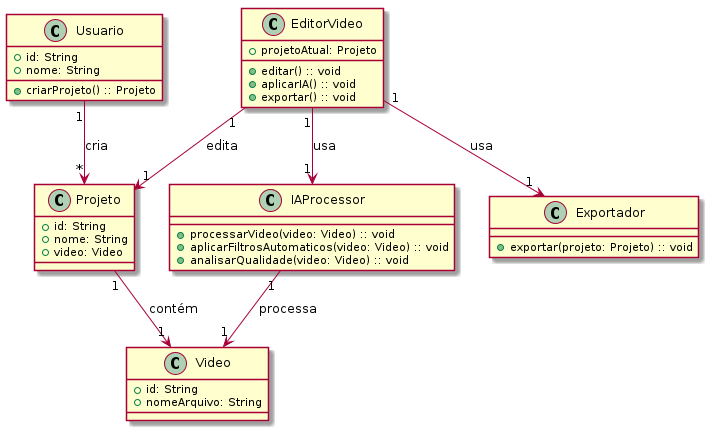 C Usuario
id: String
nome: String
criarProjeto() :: Projeto
C EditorVideo
projetoAtual: Projeto
editar() :: void
aplicarIA() :: void
exportar() :: void
1
cria
*
1
edita
1
1
usa
1
1
usa
1
C Projeto
id: String
nome: String
video: Video
C IAProcessor
processarVideo(video: Video) :: void
aplicarFiltrosAutomaticos(video: Video) :: void
analisarQualidade(video: Video) :: void
C Exportador
exportar(projeto: Projeto) :: void
1
contém
1
1
processa
1
C Video
id: String
nomeArquivo: String